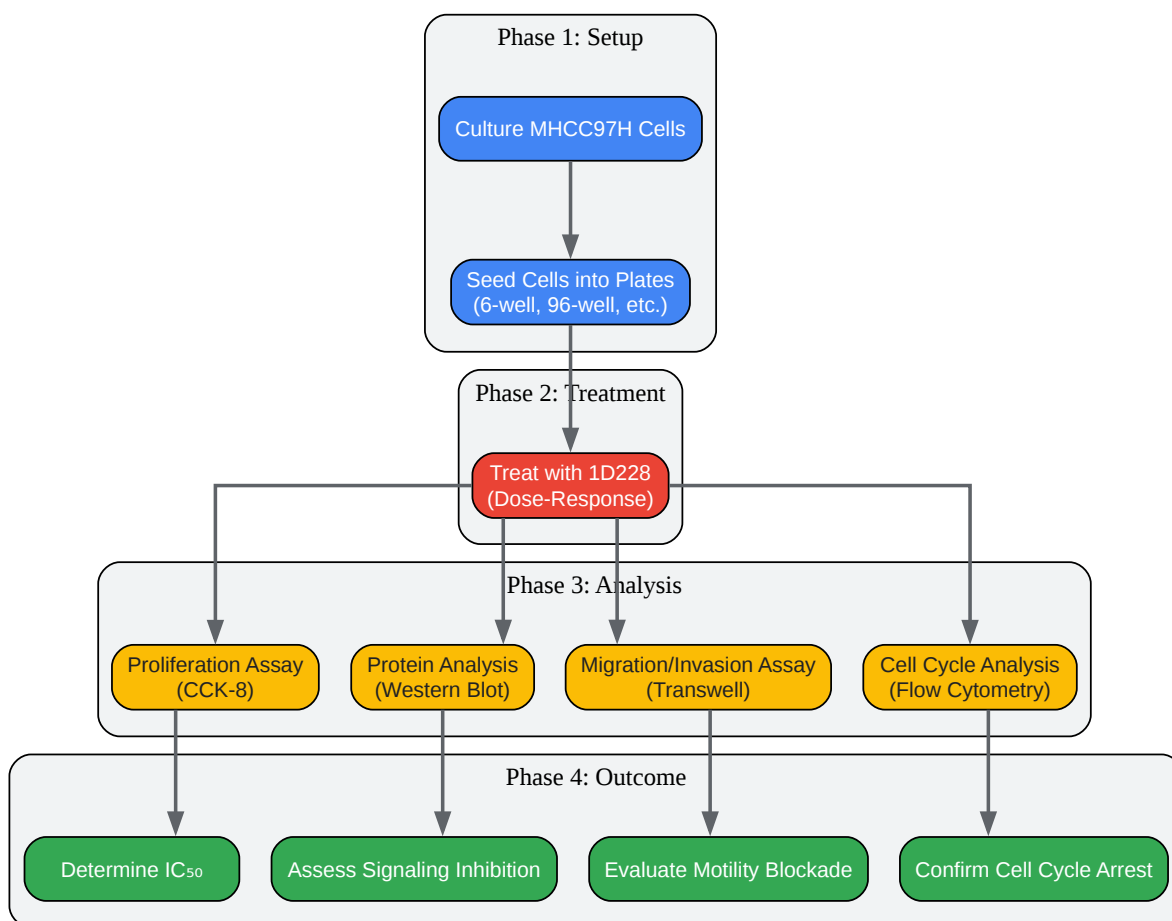 Phase 1: Setup
Culture MHCC97H Cells
Seed Cells into Plates
(6-well, 96-well, etc.)
Phase 2: Treatment
Treat with 1D228
(Dose-Response)
Phase 3: Analysis
Proliferation Assay
(CCK-8)
Protein Analysis
(Western Blot)
Migration/Invasion Assay
(Transwell)
Cell Cycle Analysis
(Flow Cytometry)
Phase 4: Outcome
Determine IC₅₀
Assess Signaling Inhibition
Evaluate Motility Blockade
Confirm Cell Cycle Arrest